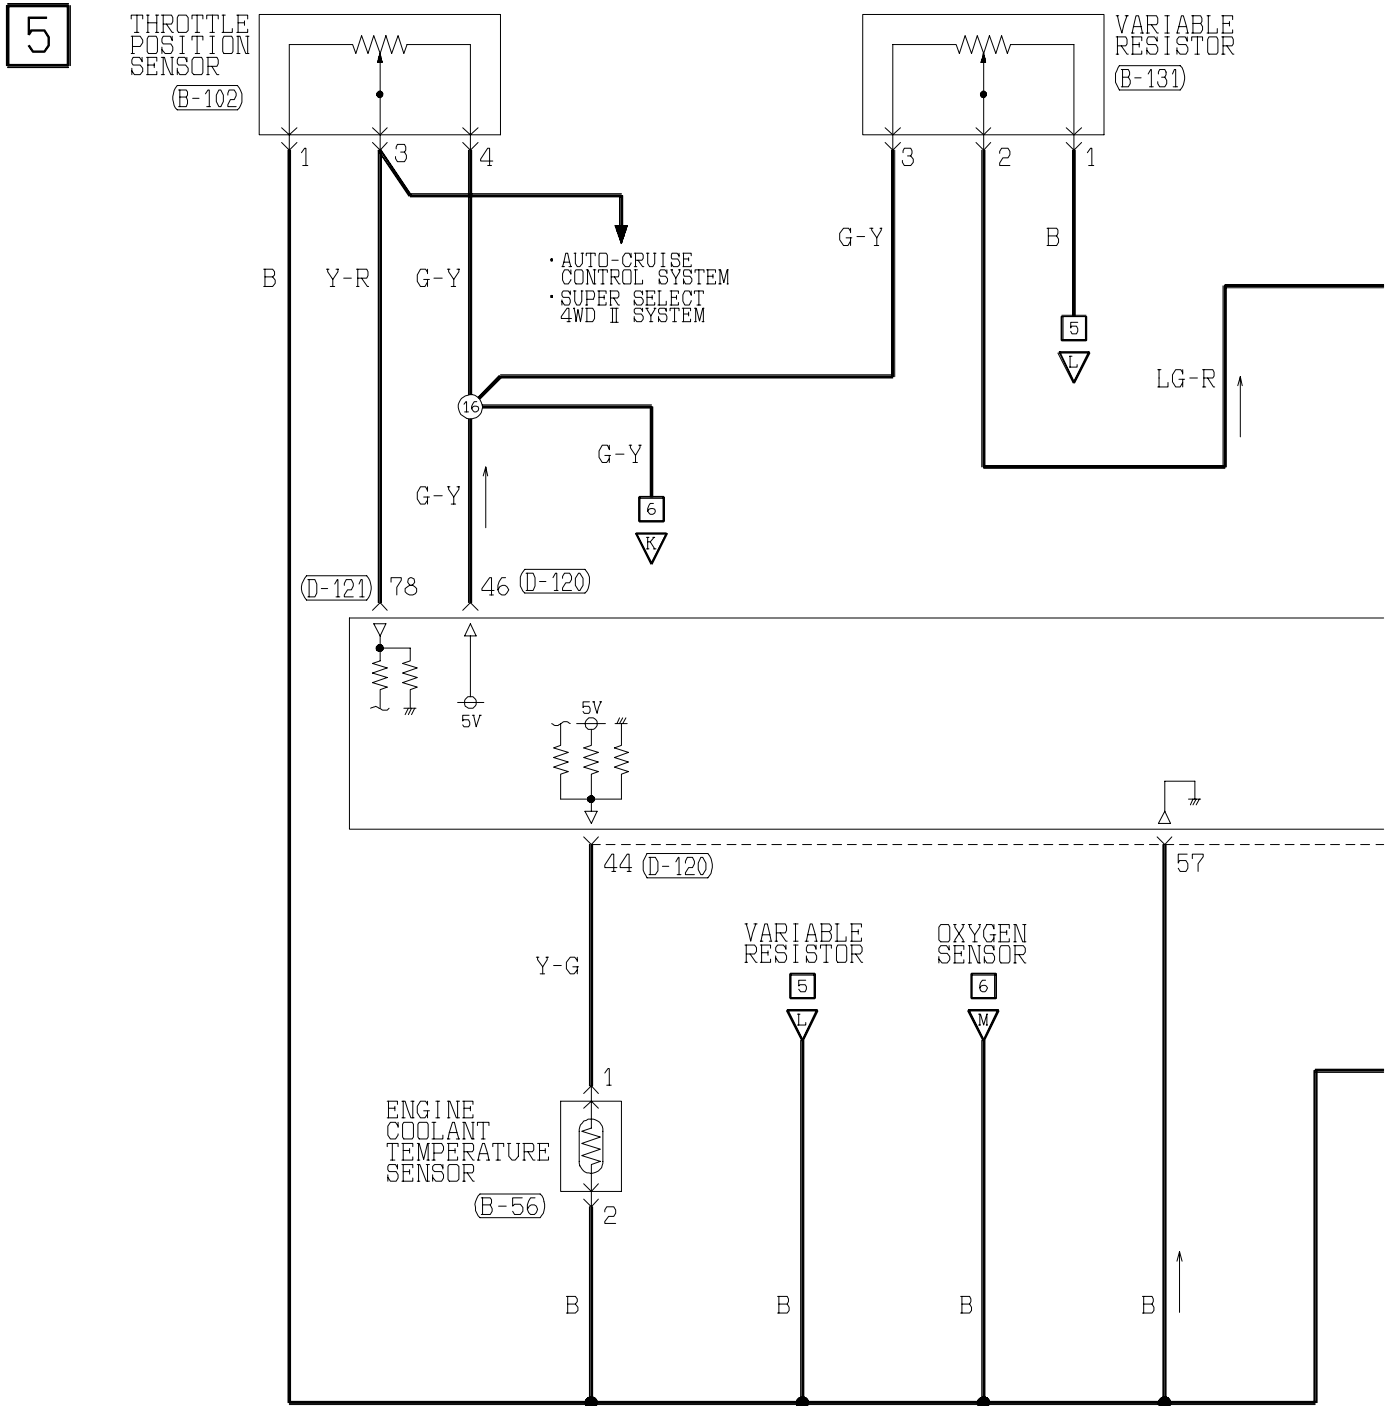 5
THROTTLE
POSITION
SENSOR
B-102
VARIABLE
RESISTOR
B-131
1
3
4
3
2
1
B
Y-R
G-Y
· AUTO-CRUISE
CONTROL SYSTEM
· SUPER SELECT
4WD Ⅱ SYSTEM
G-Y
B
5
L
LG-R
16
G-Y
G-Y
6
K
D-121
78
46
D-120
5V
5V
44
D-120
57
VARIABLE
RESISTOR
5
L
OXYGEN
SENSOR
6
M
Y-G
1
ENGINE
COOLANT
TEMPERATURE
SENSOR
B-56
2
B
B
B
B